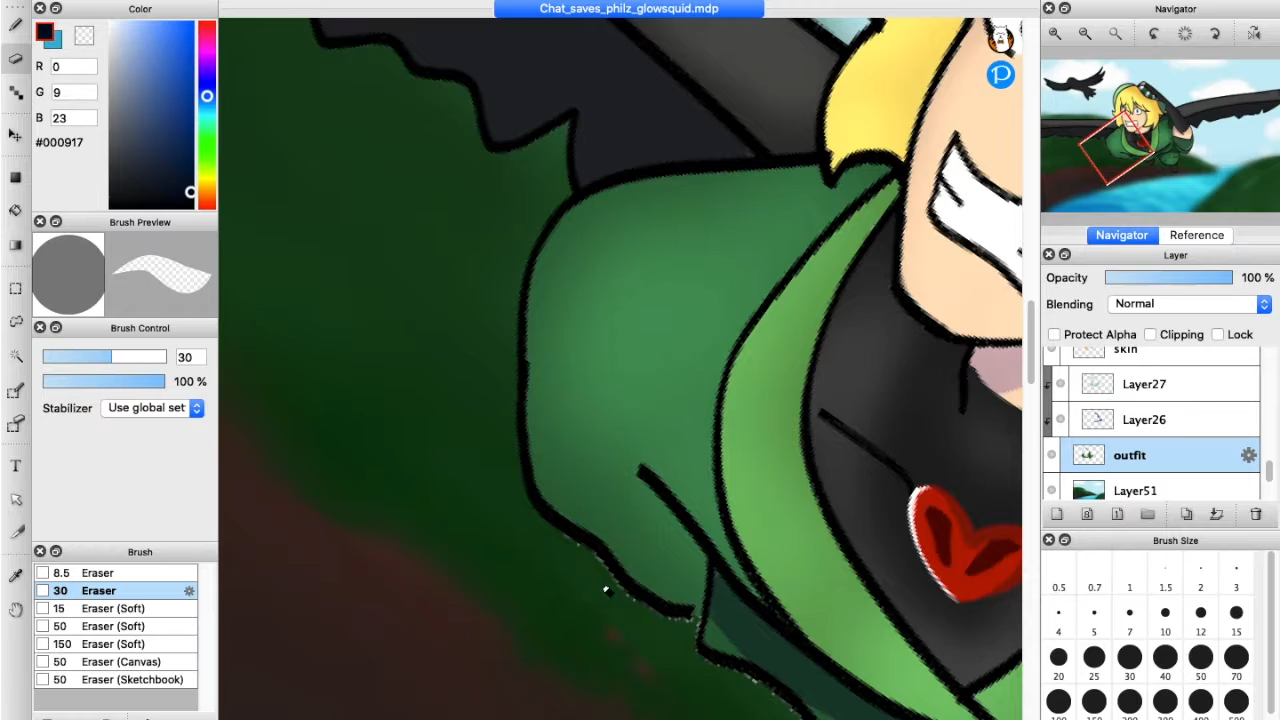 Color
Chat_saves_philz_glowsquid.mdp
Navigator
R 0
G 9
B 23
#000917
Brush Preview
Navigator Reference
Layer
Opacity 100 %
Blending Normal
Protect Alpha Clipping Lock
skin
Layer27
Layer26
outfit
Layer51
Brush Control
30
100 %
Stabilizer Use global set
Brush
8.5 Eraser
30 Eraser
15 Eraser (Soft)
50 Eraser (Soft)
150 Eraser (Soft)
50 Eraser (Canvas)
50 Eraser (Sketchbook)
T
P
8 1
Brush Size
0.5 0.7 1 1.5 2 3
4 5 7 10 12 15
20 25 30 40 50 70